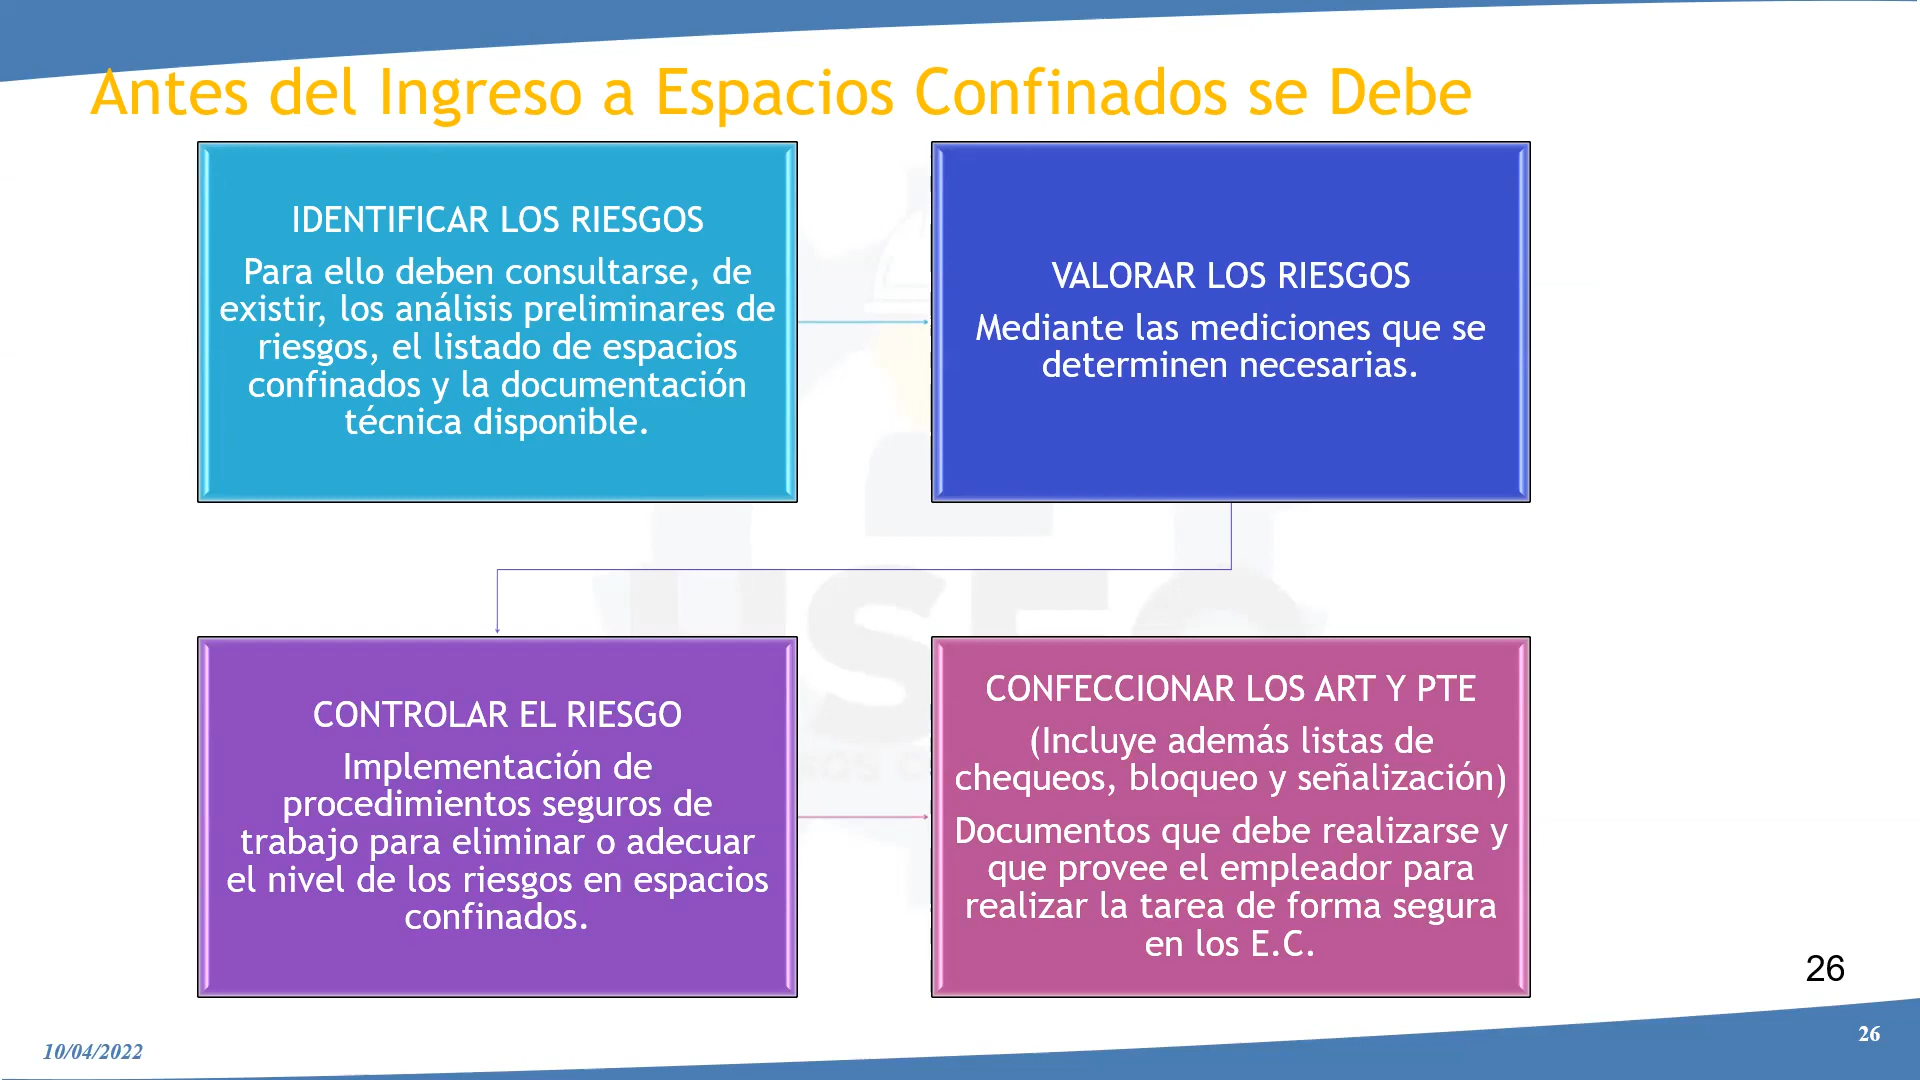 Antes del Ingreso a Espacios Confinados se Debe
IDENTIFICAR LOS RIESGOS
Para ello deben consultarse, de
existir, los análisis preliminares de
riesgos, el listado de espacios
confinados y la documentación
técnica disponible.
VALORAR LOS RIESGOS
Mediante las mediciones que se
determinen necesarias.
CONTROLAR EL RIESGO
Implementación de
procedimientos seguros de
trabajo para eliminar o adecuar
el nivel de los riesgos en espacios
confinados.
CONFECCIONAR LOS ART Y PTE
(Incluye además listas de
chequeos, bloqueo y señalización)
Documentos que debe realizarse y
que provee el empleador para
realizar la tarea de forma segura
en los E.C.
26
26
10/04/2022